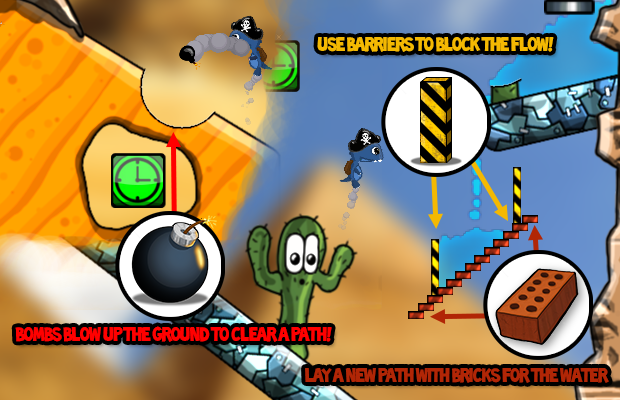 USE BARRIERS TO BLOCK THE FLOW!
BOMBS BLOW UP THE GROUND TO CLEAR A PATH!
LAY A NEW PATH WITH BRICKS FOR THE WATER